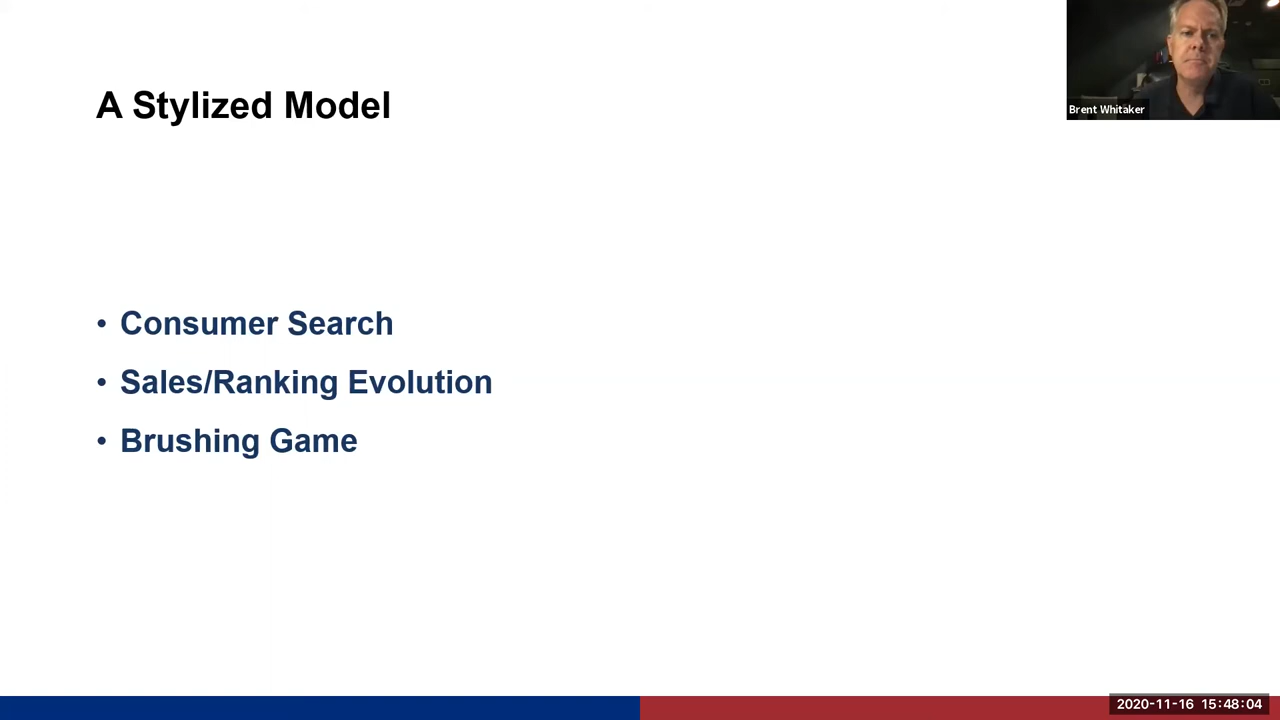 A Stylized Model
Brent Whitaker
• Consumer Search
• Sales/Ranking Evolution
• Brushing Game
2020-11-16 15:48:04